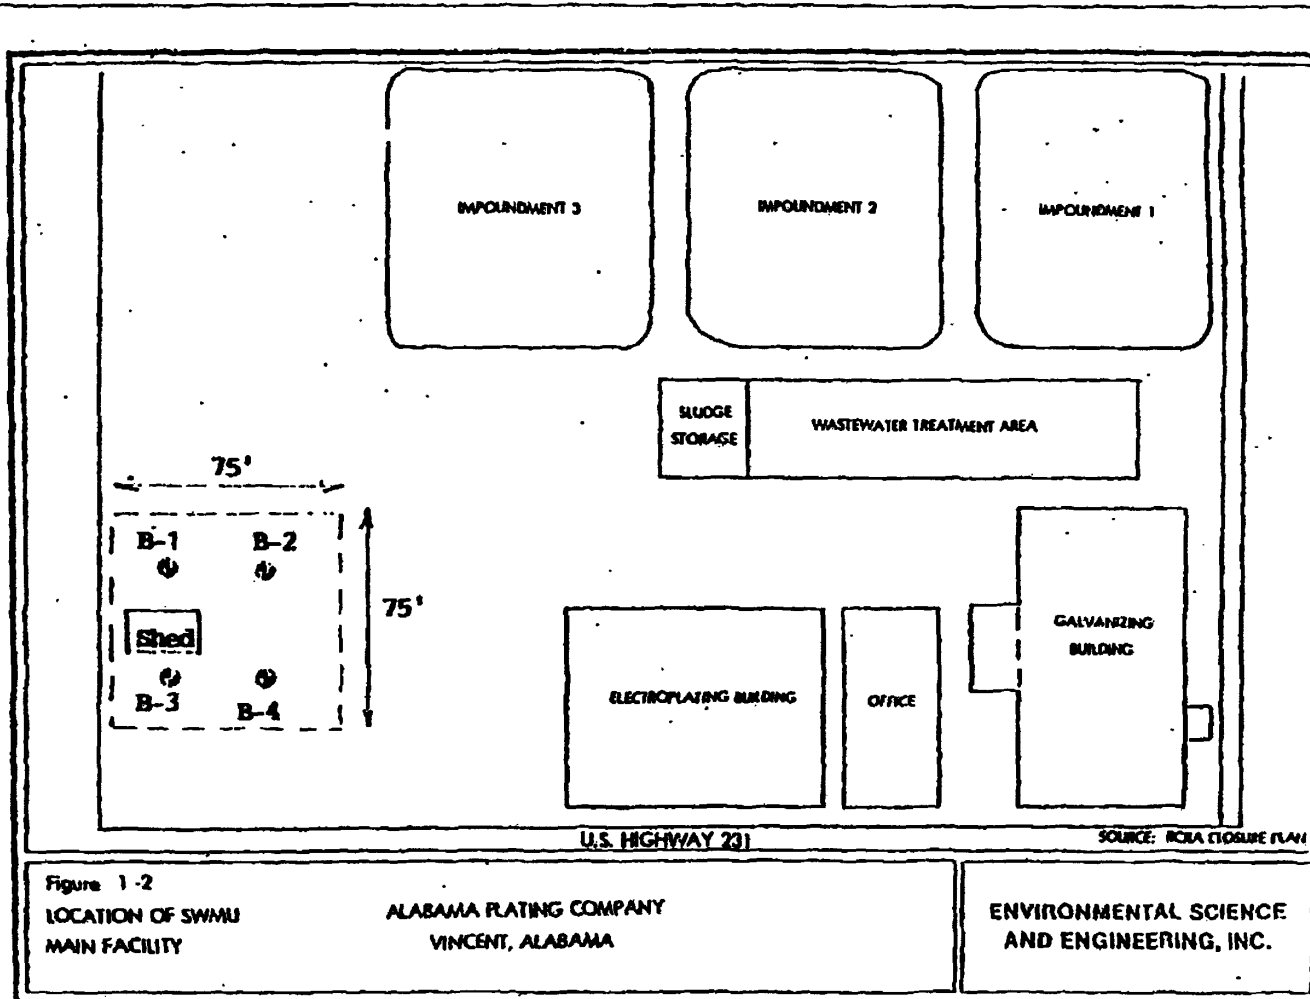 IMPOUNDMENT 3
IMPOUNDMENT 2
IMPOUNDMENT 1
SLUDGE
STORAGE
WASTEWATER TREATMENT AREA
75'
B-1
B-2
75'
Shed
B-3
B-4
GALVANIZING
BUILDING
ELECTROPLATING BUILDING
OFFICE
U.S. HIGHWAY 231
SOURCE: RCRA CLOSURE PLAN
Figure 1-2
LOCATION OF SWMU
MAIN FACILITY
ALABAMA PLATING COMPANY
VINCENT, ALABAMA
ENVIRONMENTAL SCIENCE
AND ENGINEERING, INC.